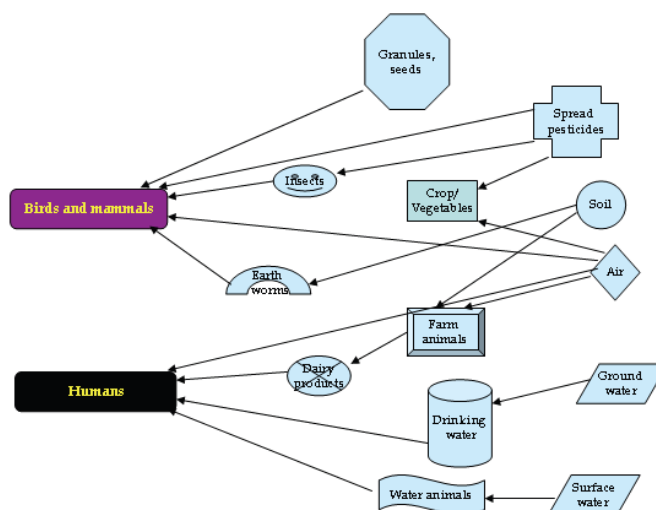 Granules,
seeds
Spread
pesticides
Insects
Crop/
Vegetables
Soil
Birds and mammals
Earth
worms
Air
Farm
animals
Dairy
products
Humans
Ground
water
Drinking
water
Water animals
Surface
water